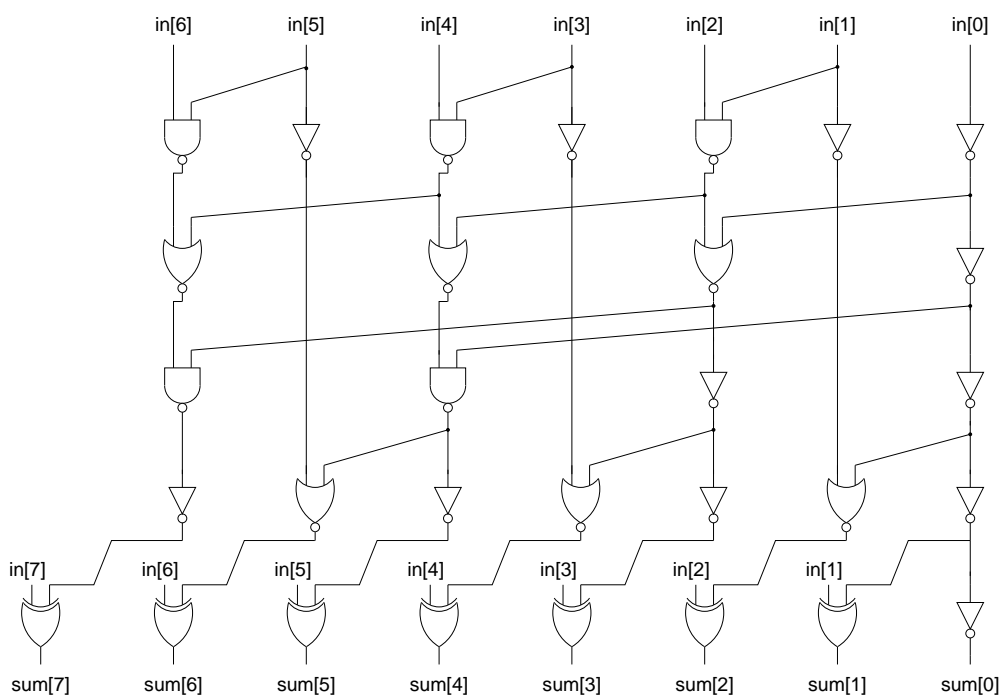 in[6] in[5] in[4] in[3] in[2] in[1] in[0]
in[7] in[6] in[5] in[4] in[3] in[2] in[1]
sum[7] sum[6] sum[5] sum[4] sum[3] sum[2] sum[1] sum[0]